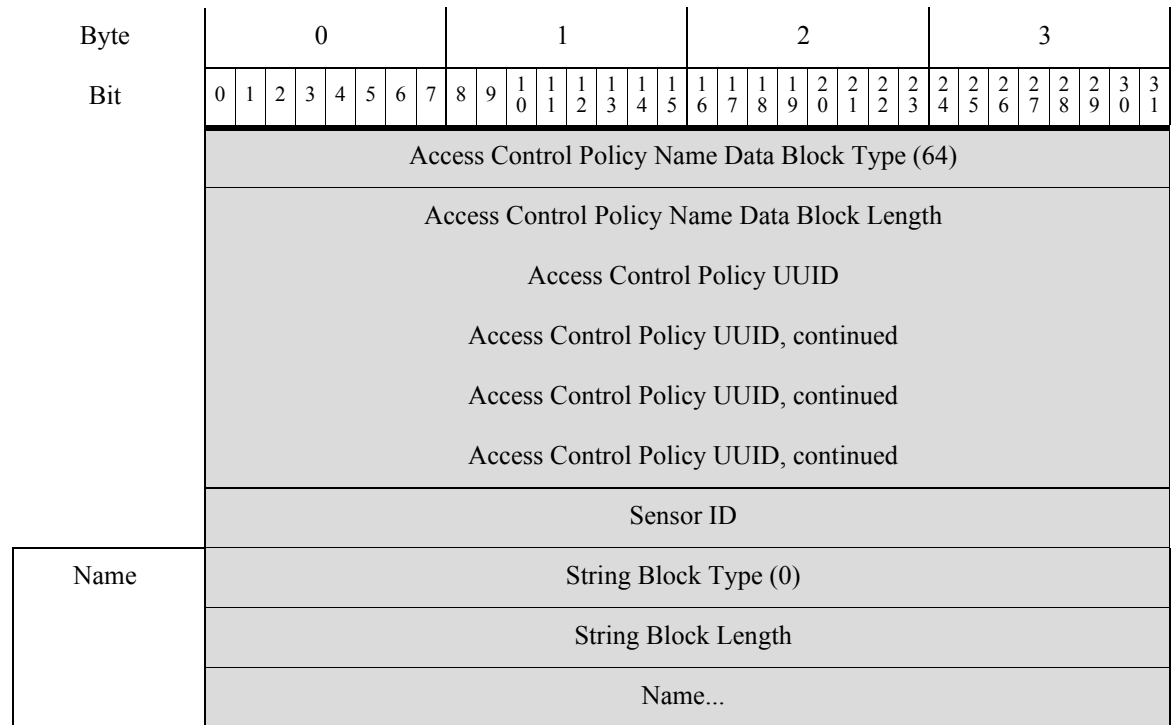 Byte 0 1 2 3
Bit 0 1 2 3 4 5 6 7 8 9 10 11 12 13 14 15 16 17 18 19 20 21 22 23 24 25 26 27 28 29 30 31
Access Control Policy Name Data Block Type (64)
Access Control Policy Name Data Block Length
Access Control Policy UUID
Access Control Policy UUID, continued
Access Control Policy UUID, continued
Access Control Policy UUID, continued
Sensor ID
Name String Block Type (0)
String Block Length
Name...